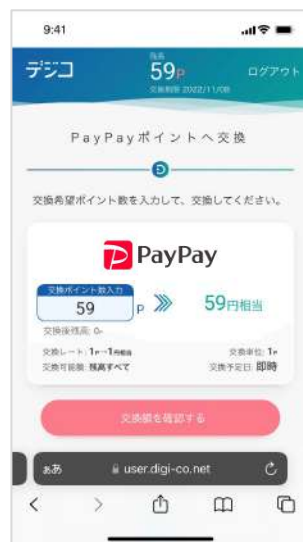 9:41
デジコ
残高
59P
交換期限 2022/11/09
ログアウト
PayPayポイントへ交換
交換希望ポイント数を入力して、交換してください。
PayPay
交換ポイント数入力
59 P
59円相当
交換後残高: 0P
交換レート: 1P→1円相当
交換単位: 1P
交換可能額: 残高すべて
交換予定日: 即時
交換額を確認する
ぁあ
user.digi-co.net